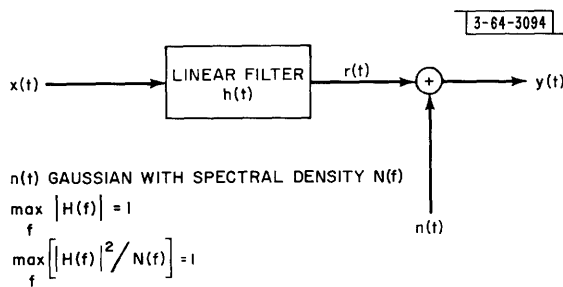 3-64-3094
x(t)
LINEAR FILTER
h(t)
r(t)
+
y(t)
n(t)
n(t) GAUSSIAN WITH SPECTRAL DENSITY N(f)
max |H(f)| = 1
f
max [|H(f)|² / N(f)] = 1
f